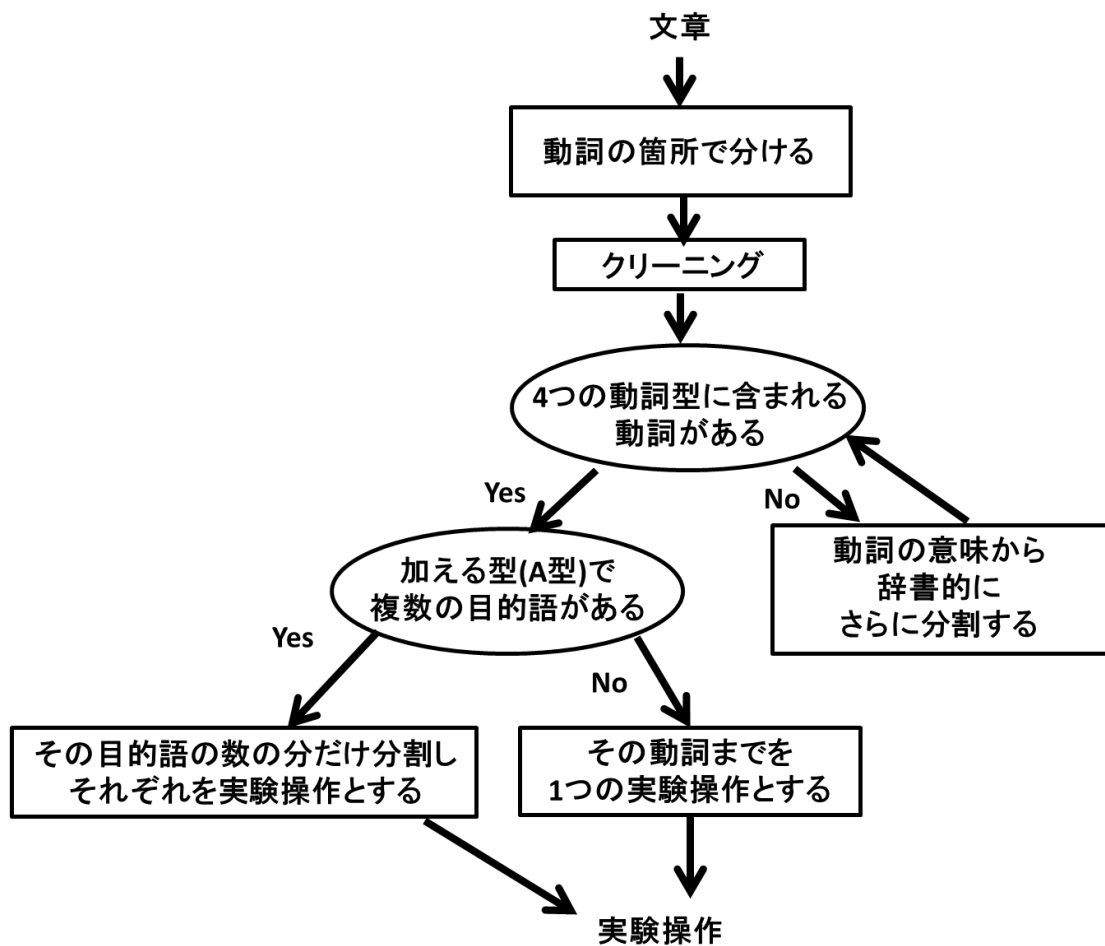 文章
動詞の箇所で分ける
クリーニング
4つの動詞型に含まれる
動詞がある
Yes
No
動詞の意味から
辞書的に
さらに分割する
加える型(A型)で
複数の目的語がある
Yes
No
その目的語の数の分だけ分割し
それぞれを実験操作とする
その動詞までを
1つの実験操作とする
実験操作